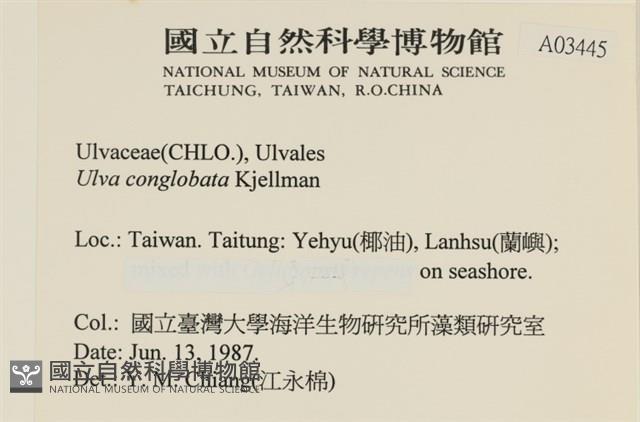 國立自然科學博物館
A03445
NATIONAL MUSEUM OF NATURAL SCIENCE
TAICHUNG, TAIWAN, R.O.CHINA
Ulvaceae(CHLO.), Ulvales
Ulva conglobata Kjellman
Loc.: Taiwan. Taitung: Yehyu(椰油), Lanhsu(蘭嶼);
mixed with on seashore.
Col.: 國立臺灣大學海洋生物研究所藻類研究室
Date: Jun. 13, 1987.
Det.: Y. M. Chiang(江永棉)
國立自然科學博物館
NATIONAL MUSEUM OF NATURAL SCIENCE